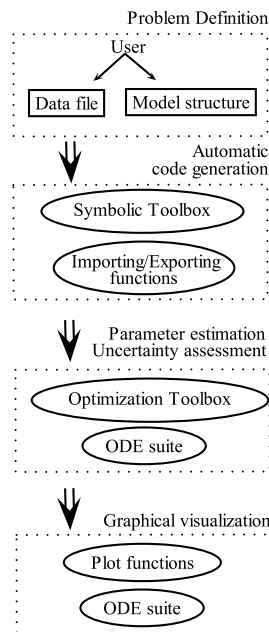 Problem Definition
User
Data file
Model structure
Automatic
code generation
Symbolic Toolbox
Importing/Exporting
functions
Parameter estimation
Uncertainty assessment
Optimization Toolbox
ODE suite
Graphical visualization
Plot functions
ODE suite